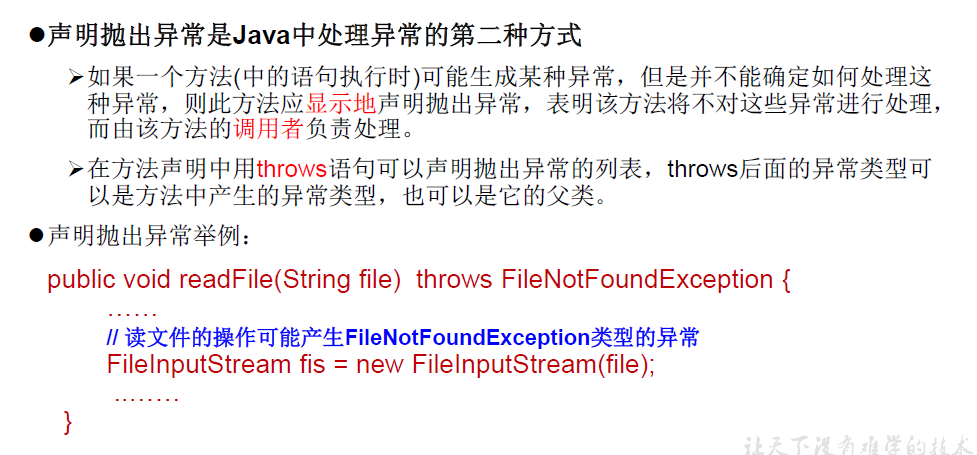 ●声明抛出异常是Java中处理异常的第二种方式
➢如果一个方法(中的语句执行时)可能生成某种异常，但是并不能确定如何处理这
种异常，则此方法应显示地声明抛出异常，表明该方法将不对这些异常进行处理，
而由该方法的调用者负责处理。
➢在方法声明中用throws语句可以声明抛出异常的列表，throws后面的异常类型可
以是方法中产生的异常类型，也可以是它的父类。
●声明抛出异常举例：
public void readFile(String file)  throws FileNotFoundException {
……
// 读文件的操作可能产生FileNotFoundException类型的异常
FileInputStream fis = new FileInputStream(file);
………
}
让天下没有难学的技术